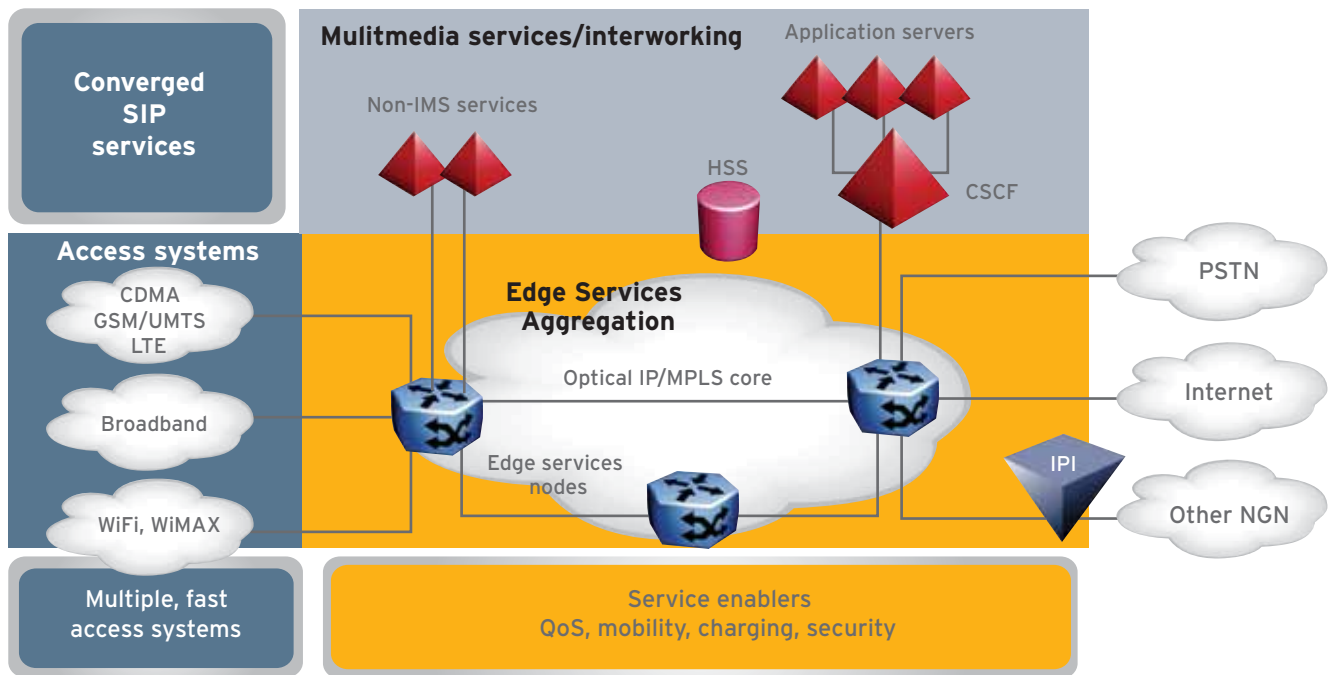 Converged
SIP
services
Mulitmedia services/interworking
Application servers
Non-IMS services
HSS
CSCF
Access systems
CDMA
GSM/UMTS
LTE
Broadband
WiFi, WiMAX
Edge Services
Aggregation
Optical IP/MPLS core
Edge services
nodes
PSTN
Internet
IPI
Other NGN
Multiple, fast
access systems
Service enablers
QoS, mobility, charging, security